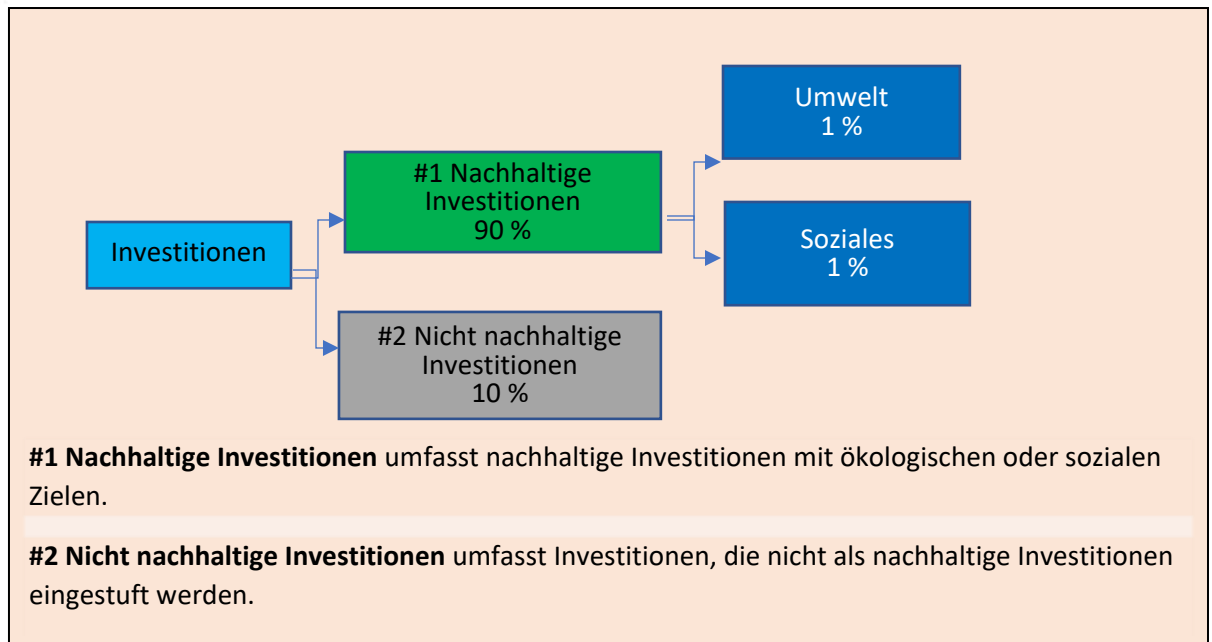 Umwelt
1 %
#1 Nachhaltige
Investitionen
90 %
Investitionen
Soziales
1 %
#2 Nicht nachhaltige
Investitionen
10 %
#1 Nachhaltige Investitionen umfasst nachhaltige Investitionen mit ökologischen oder sozialen
Zielen.
#2 Nicht nachhaltige Investitionen umfasst Investitionen, die nicht als nachhaltige Investitionen
eingestuft werden.